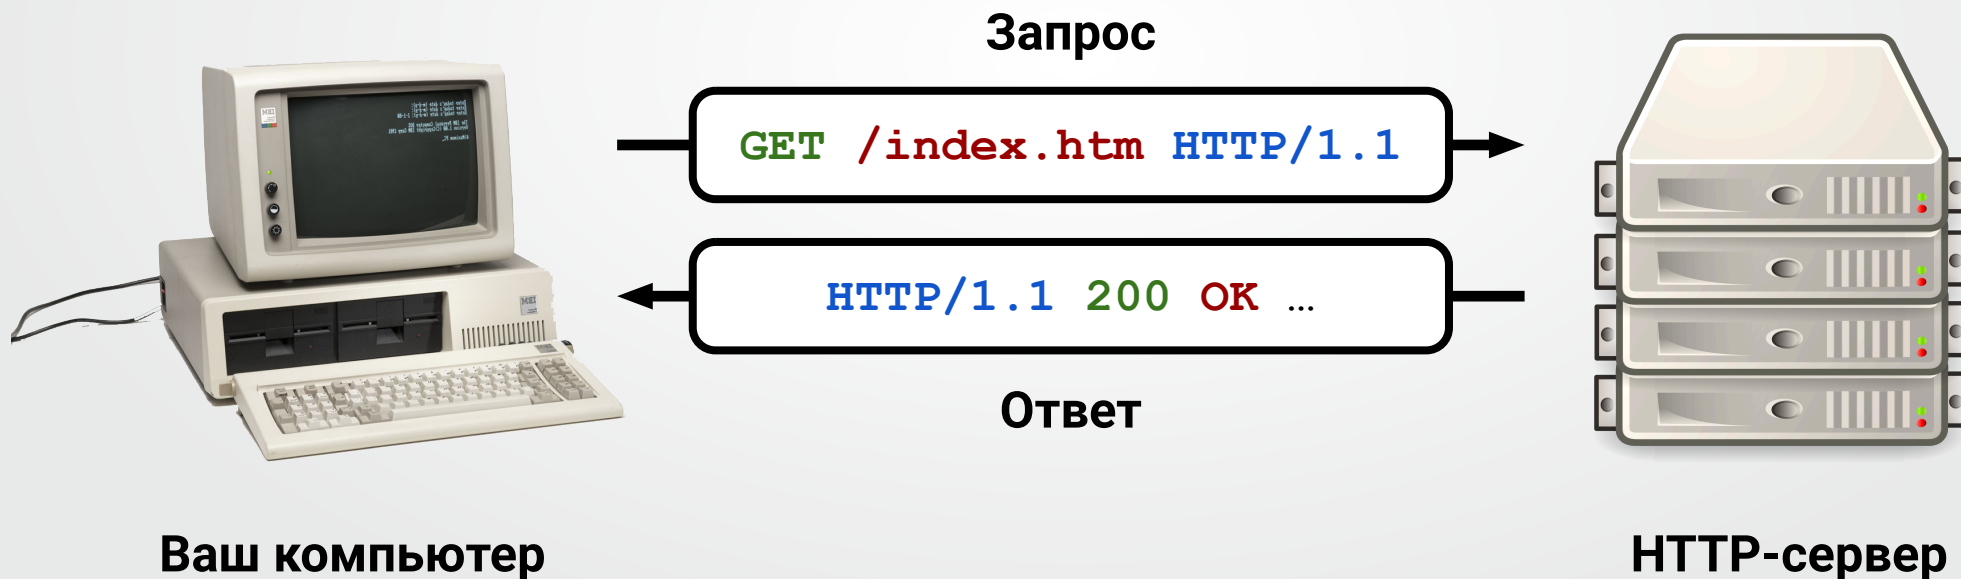 Запрос
GET /index.htm HTTP/1.1
HTTP/1.1 200 OK ...
Ответ
Ваш компьютер
HTTP-сервер